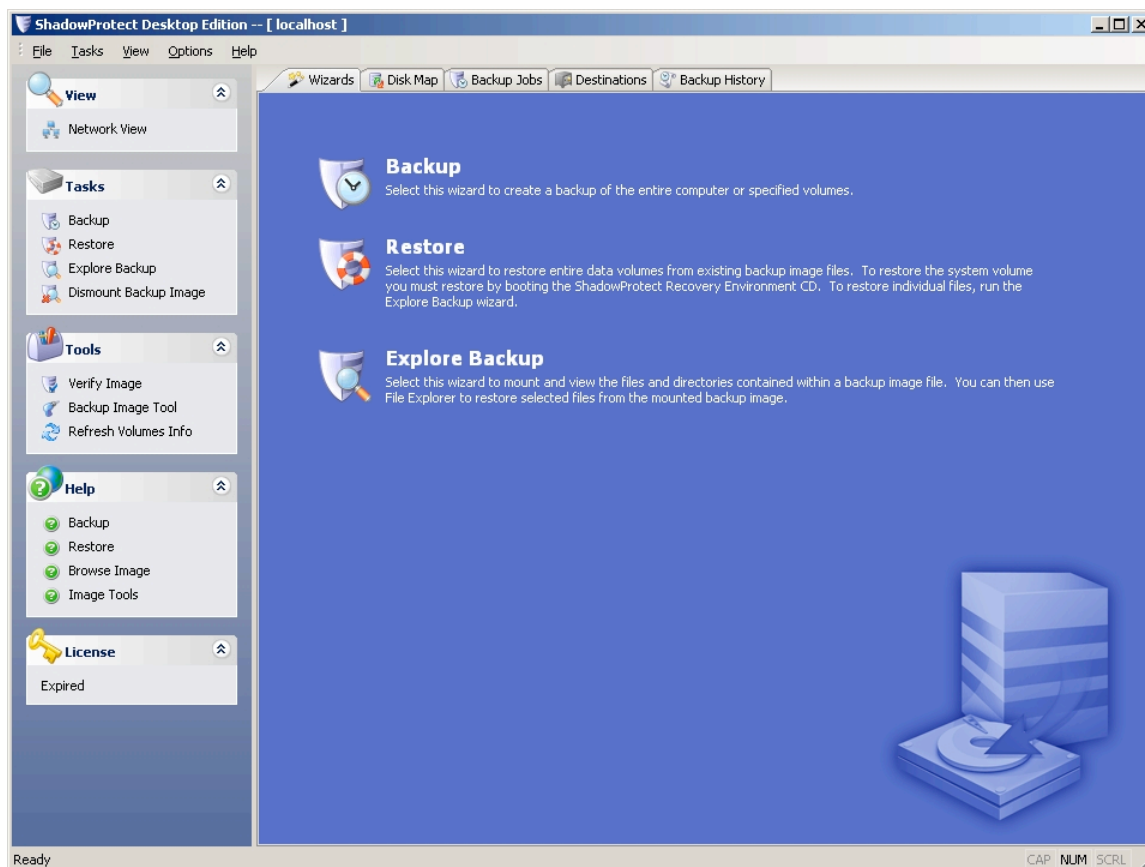 ShadowProtect Desktop Edition -- [ localhost ]
File Tasks View Options Help
View
Network View
Tasks
Backup
Restore
Explore Backup
Dismount Backup Image
Tools
Verify Image
Backup Image Tool
Refresh Volumes Info
Help
Backup
Restore
Browse Image
Image Tools
License
Expired
Wizards Disk Map Backup Jobs Destinations Backup History
Backup
Select this wizard to create a backup of the entire computer or specified volumes.
Restore
Select this wizard to restore entire data volumes from existing backup image files. To restore the system volume
you must restore by booting the ShadowProtect Recovery Environment CD. To restore individual files, run the
Explore Backup wizard.
Explore Backup
Select this wizard to mount and view the files and directories contained within a backup image file. You can then use
File Explorer to restore selected files from the mounted backup image.
Ready
CAP NUM SCRL